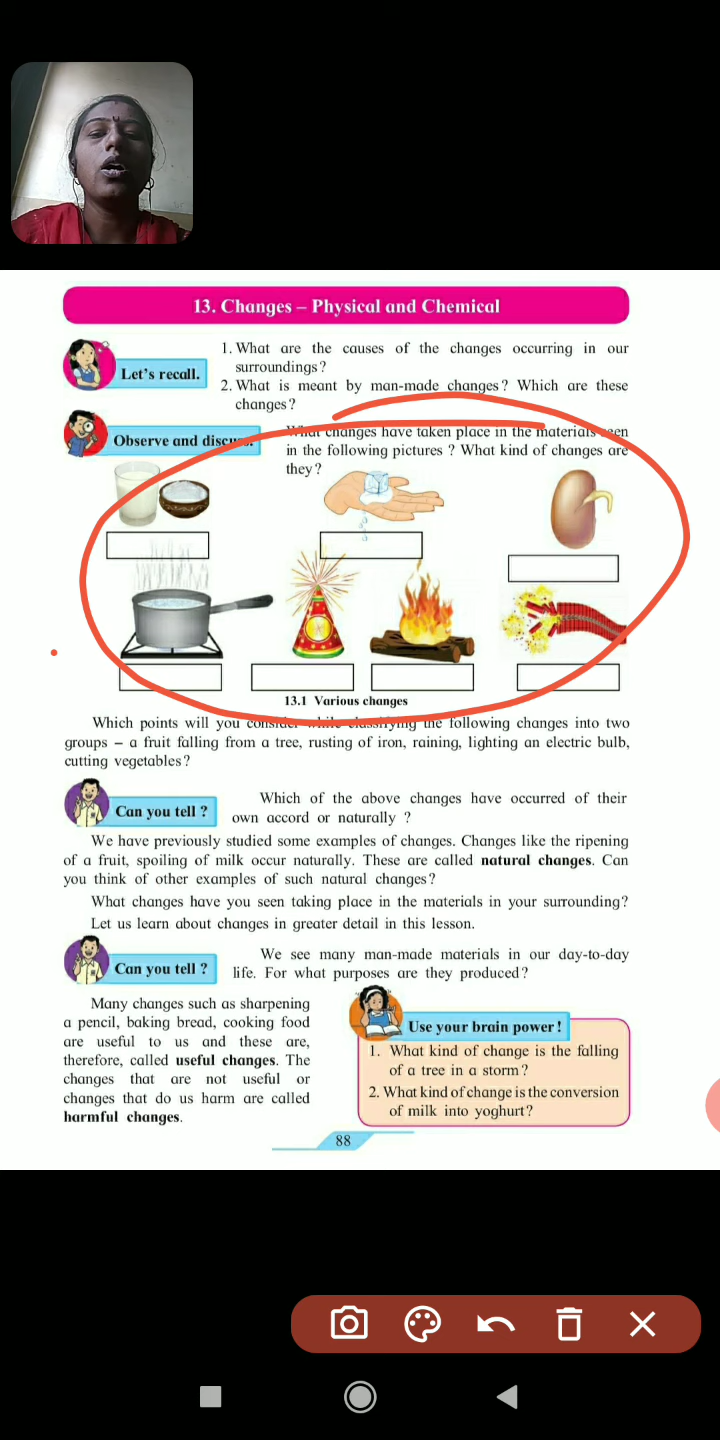 13. Changes – Physical and Chemical
Let's recall.
1. What are the causes of the changes occurring in our
surroundings?
2. What is meant by man-made changes? Which are these
changes?
Observe and discuss.
What changes have taken place in the materials seen
in the following pictures ? What kind of changes are
they?
13.1 Various changes
Which points will you consider while classifying the following changes into two
groups – a fruit falling from a tree, rusting of iron, raining, lighting an electric bulb,
cutting vegetables?
Can you tell ?
Which of the above changes have occurred of their
own accord or naturally ?
We have previously studied some examples of changes. Changes like the ripening
of a fruit, spoiling of milk occur naturally. These are called natural changes. Can
you think of other examples of such natural changes?
What changes have you seen taking place in the materials in your surrounding?
Let us learn about changes in greater detail in this lesson.
Can you tell ?
We see many man-made materials in our day-to-day
life. For what purposes are they produced?
Many changes such as sharpening
a pencil, baking bread, cooking food
are useful to us and these are,
therefore, called useful changes. The
changes that are not useful or
changes that do us harm are called
harmful changes.
Use your brain power !
1. What kind of change is the falling
of a tree in a storm?
2. What kind of change is the conversion
of milk into yoghurt?
88